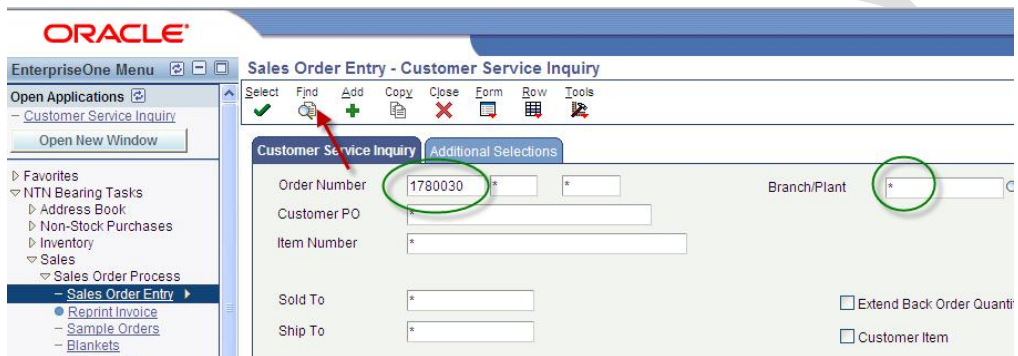 ORACLE
EnterpriseOne Menu
Sales Order Entry - Customer Service Inquiry
Open Applications
Select Find Add Copy Close Form Row Tools
– Customer Service Inquiry
Open New Window
Customer Service Inquiry Additional Selections
Favorites
NTN Bearing Tasks
Address Book
Non-Stock Purchases
Inventory
Sales
Sales Order Process
– Sales Order Entry
Reprint Invoice
– Sample Orders
– Blankets
Order Number 1780030 * * Branch/Plant *
Customer PO *
Item Number *
Sold To * Extend Back Order Quanti
Ship To * Customer Item